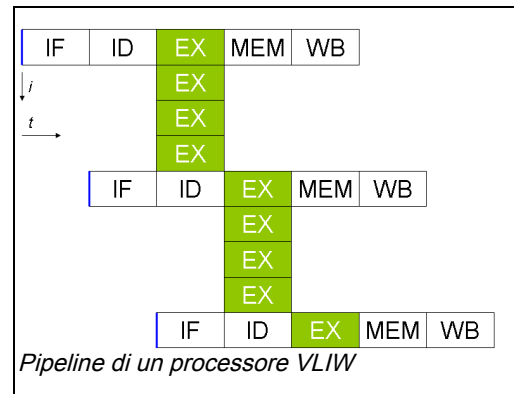 IF ID EX MEM WB
i
EX
t
EX
EX
IF ID EX MEM WB
EX
EX
EX
IF ID EX MEM WB
Pipeline di un processore VLIW